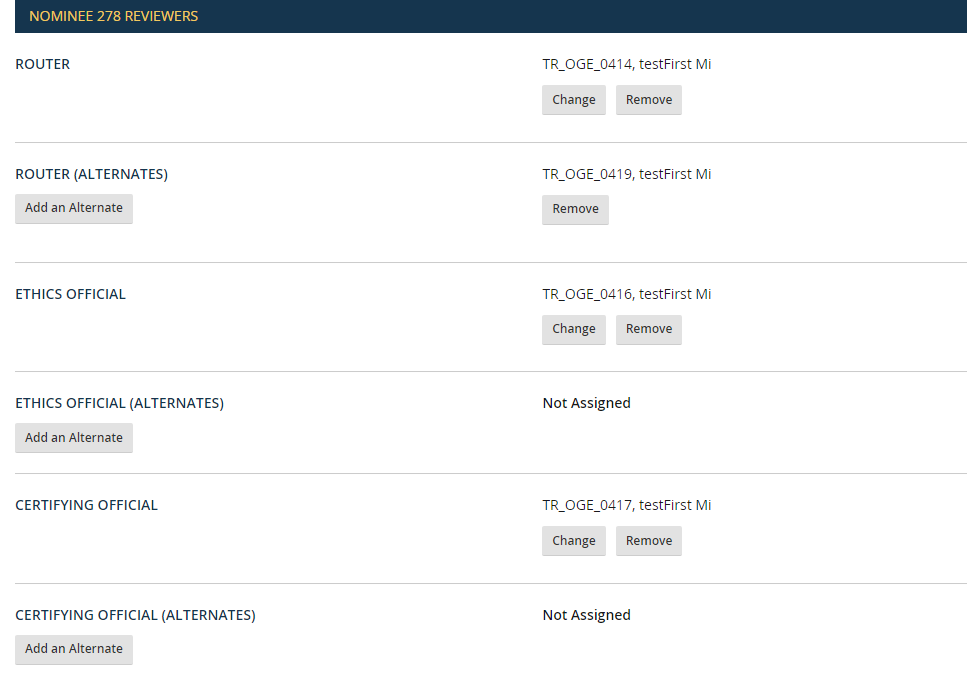 NOMINEE 278 REVIEWERS
ROUTER
TR_OGE_0414, testFirst Mi
Change Remove
ROUTER (ALTERNATES)
TR_OGE_0419, testFirst Mi
Add an Alternate
Remove
ETHICS OFFICIAL
TR_OGE_0416, testFirst Mi
Change Remove
ETHICS OFFICIAL (ALTERNATES)
Not Assigned
Add an Alternate
CERTIFYING OFFICIAL
TR_OGE_0417, testFirst Mi
Change Remove
CERTIFYING OFFICIAL (ALTERNATES)
Not Assigned
Add an Alternate